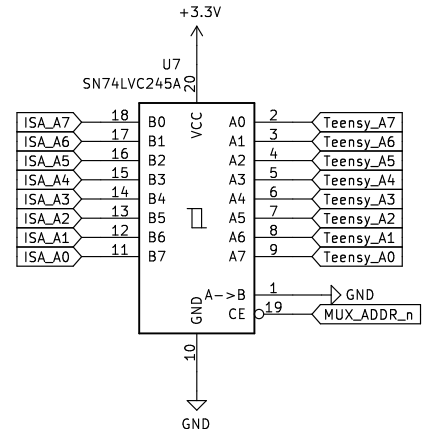 +3.3V
U7
SN74LVC245A
20
VCC
ISA_A7 18 B0 A0 2 Teensy_A7
ISA_A6 17 B1 A1 3 Teensy_A6
ISA_A5 16 B2 A2 4 Teensy_A5
ISA_A4 15 B3 A3 5 Teensy_A4
ISA_A3 14 B4 A4 6 Teensy_A3
ISA_A2 13 B5 A5 7 Teensy_A2
ISA_A1 12 B6 A6 8 Teensy_A1
ISA_A0 11 B7 A7 9 Teensy_A0
A->B 1 GND
GND CE 19 MUX_ADDR_n
10
GND